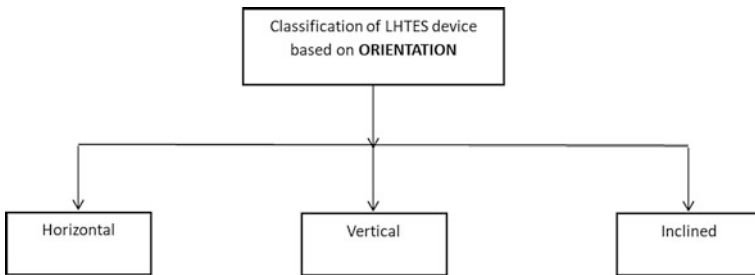 Classification of LHTES device
based on ORIENTATION
Horizontal
Vertical
Inclined